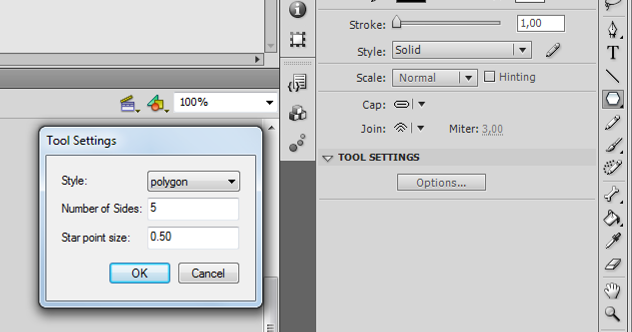 Stroke: 1,00
Style: Solid
Scale: Normal Hinting
Cap:
Join: Miter: 3,00
TOOL SETTINGS
Options...
100%
Tool Settings
Style: polygon
Number of Sides: 5
Star point size: 0.50
OK Cancel